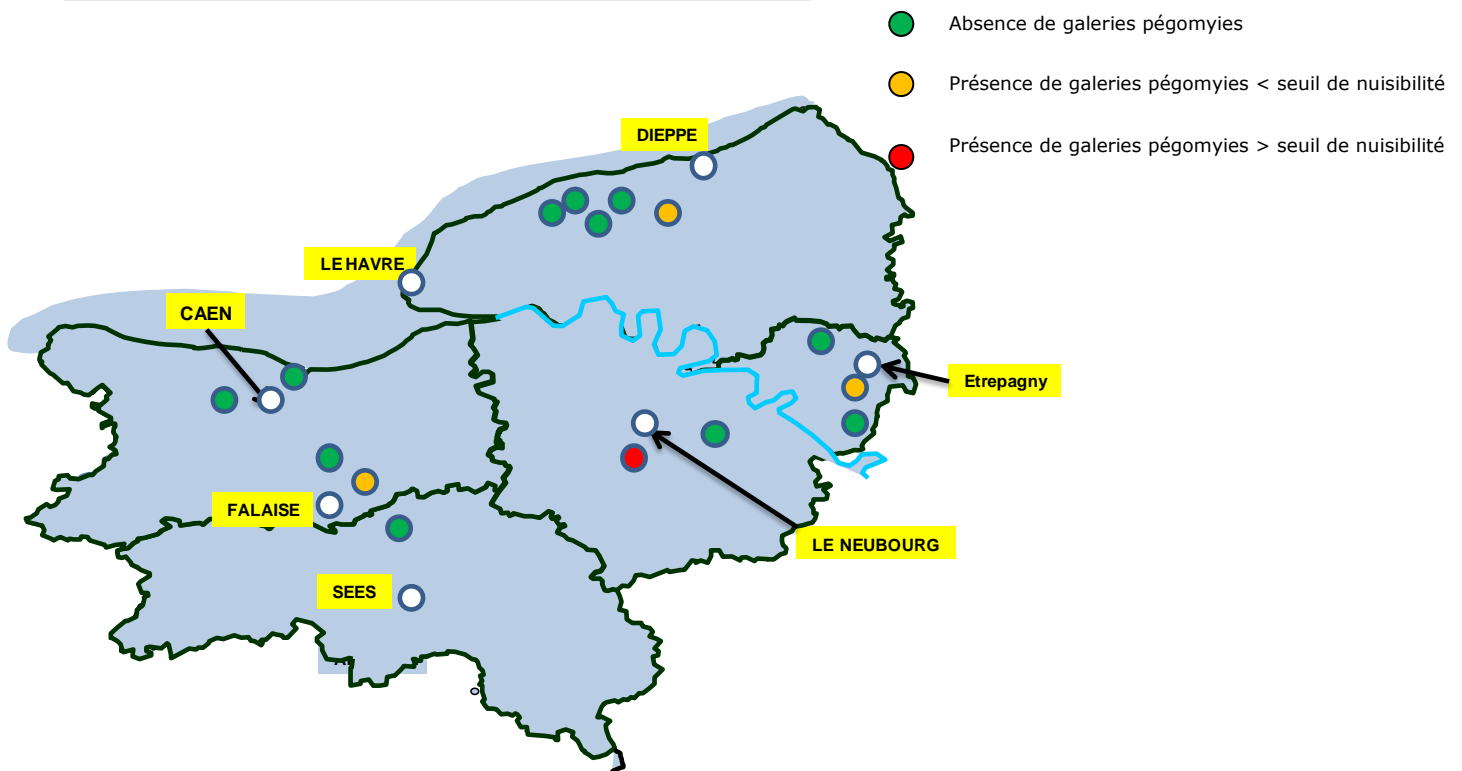 Absence de galeries pégomyies
Présence de galeries pégomyies < seuil de nuisibilité
Présence de galeries pégomyies > seuil de nuisibilité
DIEPPE
LE HAVRE
CAEN
Etrepagny
FALAISE
LE NEUBOURG
SEES